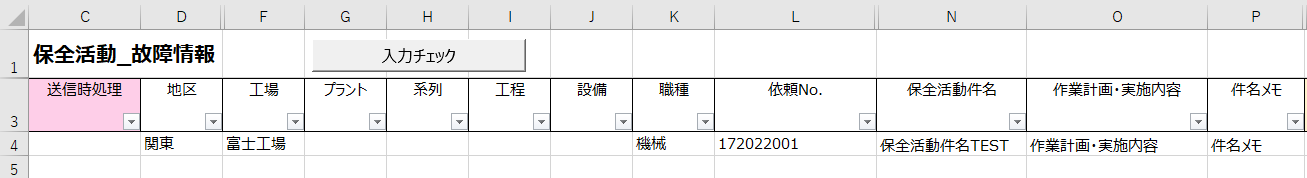 C D F G H I J K L N O P
1 保全活動_故障情報 入力チェック
3 送信時処理 地区 工場 プラント 系列 工程 設備 職種 依頼No. 保全活動件名 作業計画・実施内容 件名メモ
4 関東 富士工場 機械 172022001 保全活動件名TEST 作業計画・実施内容 件名メモ
5